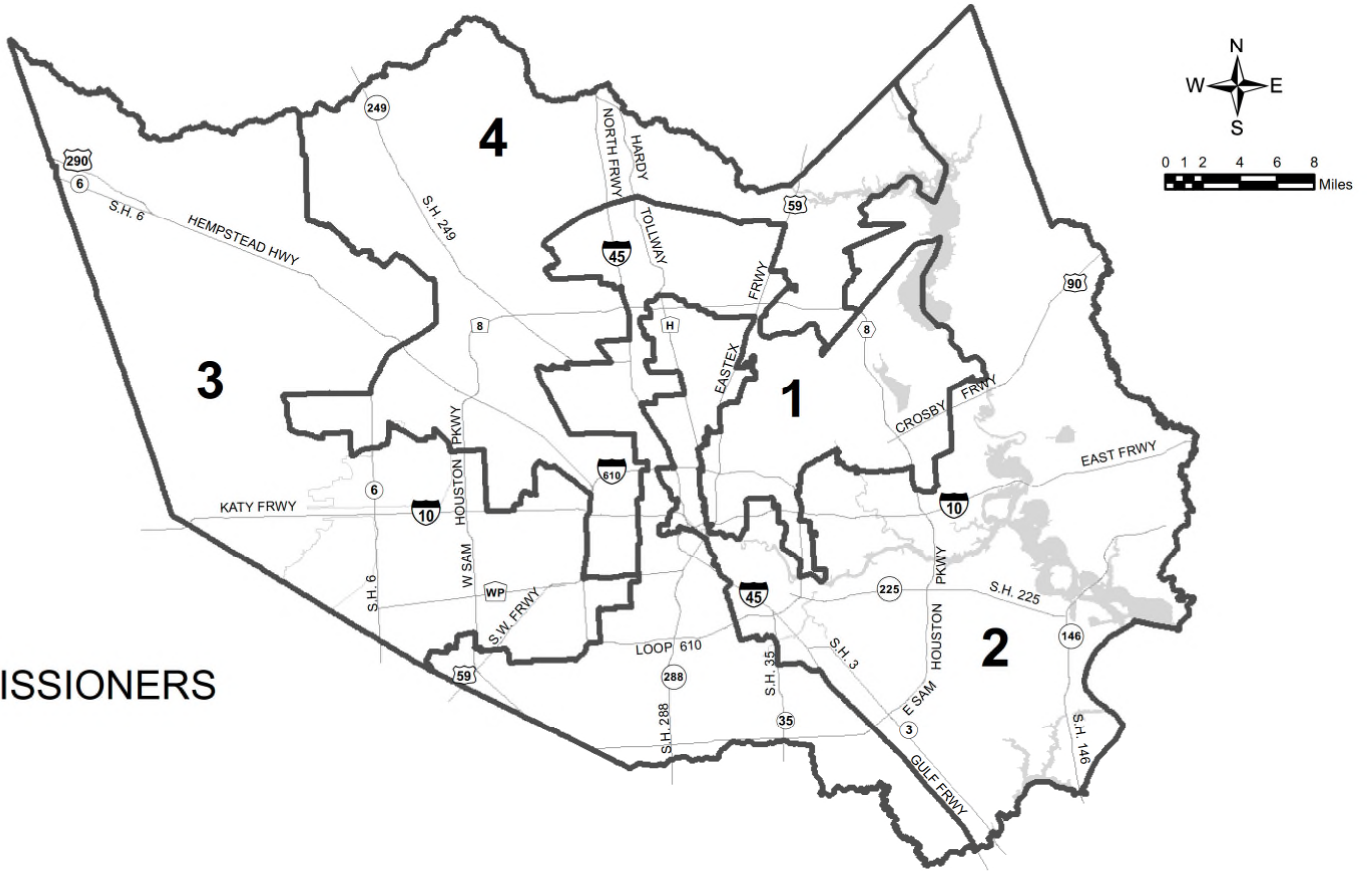 N
W E
S
0 1 2 4 6 8
Miles
249
4
NORTH FRWY
HARDY
290
6
S.H. 6
HEMPSTEAD HWY
S.H. 249
59
TOLLWAY
45
FRWY
90
8
H
8
3
EASTEX
1
CROSBY FRWY
HOUSTON PKWY
EAST FRWY
610
6
KATY FRWY
10
10
W SAM
S.H. 6
WP
S.W. FRWY
45
225
PKWY
S.H. 225
HOUSTON
146
LOOP 610
S.H. 3
2
ISSIONERS
59
288
S.H. 35
E SAM
S.H. 288
35
3
S.H. 146
GULF FRWY